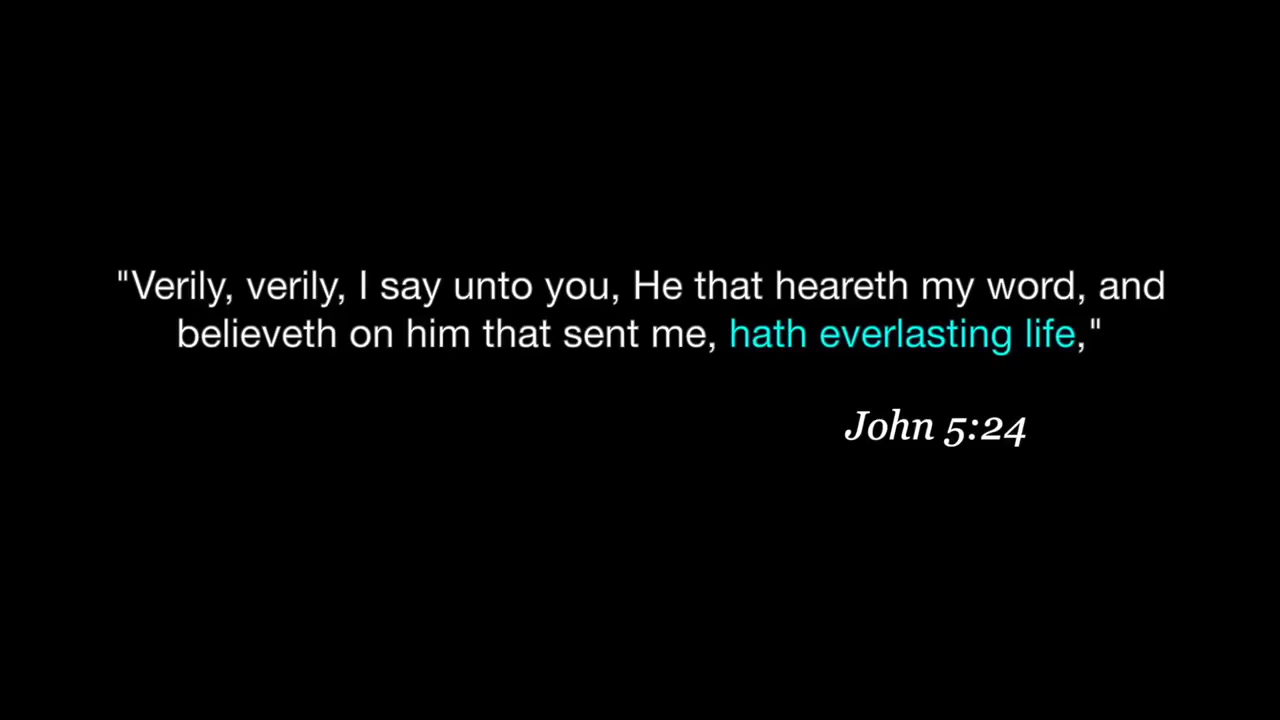 "Verily, verily, I say unto you, He that heareth my word, and
believeth on him that sent me, hath everlasting life,"
John 5:24